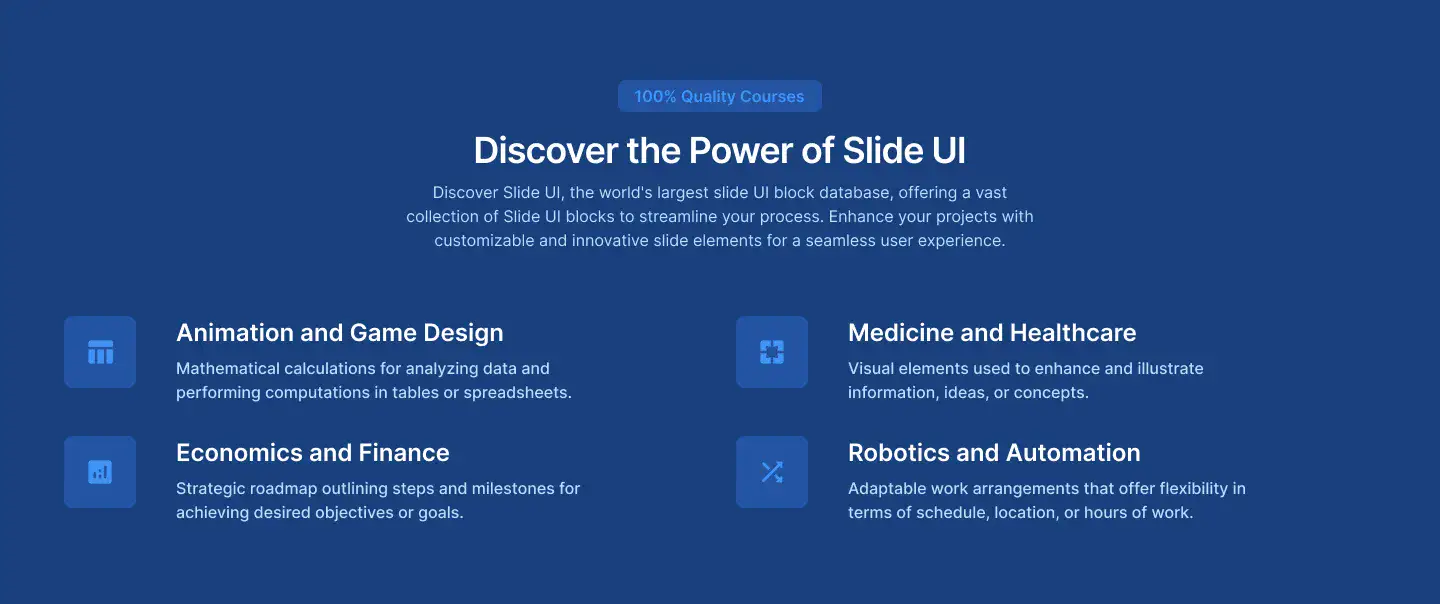 100% Quality Courses
Discover the Power of Slide UI
Discover Slide UI, the world's largest slide UI block database, offering a vast
collection of Slide UI blocks to streamline your process. Enhance your projects with
customizable and innovative slide elements for a seamless user experience.
Animation and Game Design
Mathematical calculations for analyzing data and
performing computations in tables or spreadsheets.
Medicine and Healthcare
Visual elements used to enhance and illustrate
information, ideas, or concepts.
Economics and Finance
Strategic roadmap outlining steps and milestones for
achieving desired objectives or goals.
Robotics and Automation
Adaptable work arrangements that offer flexibility in
terms of schedule, location, or hours of work.